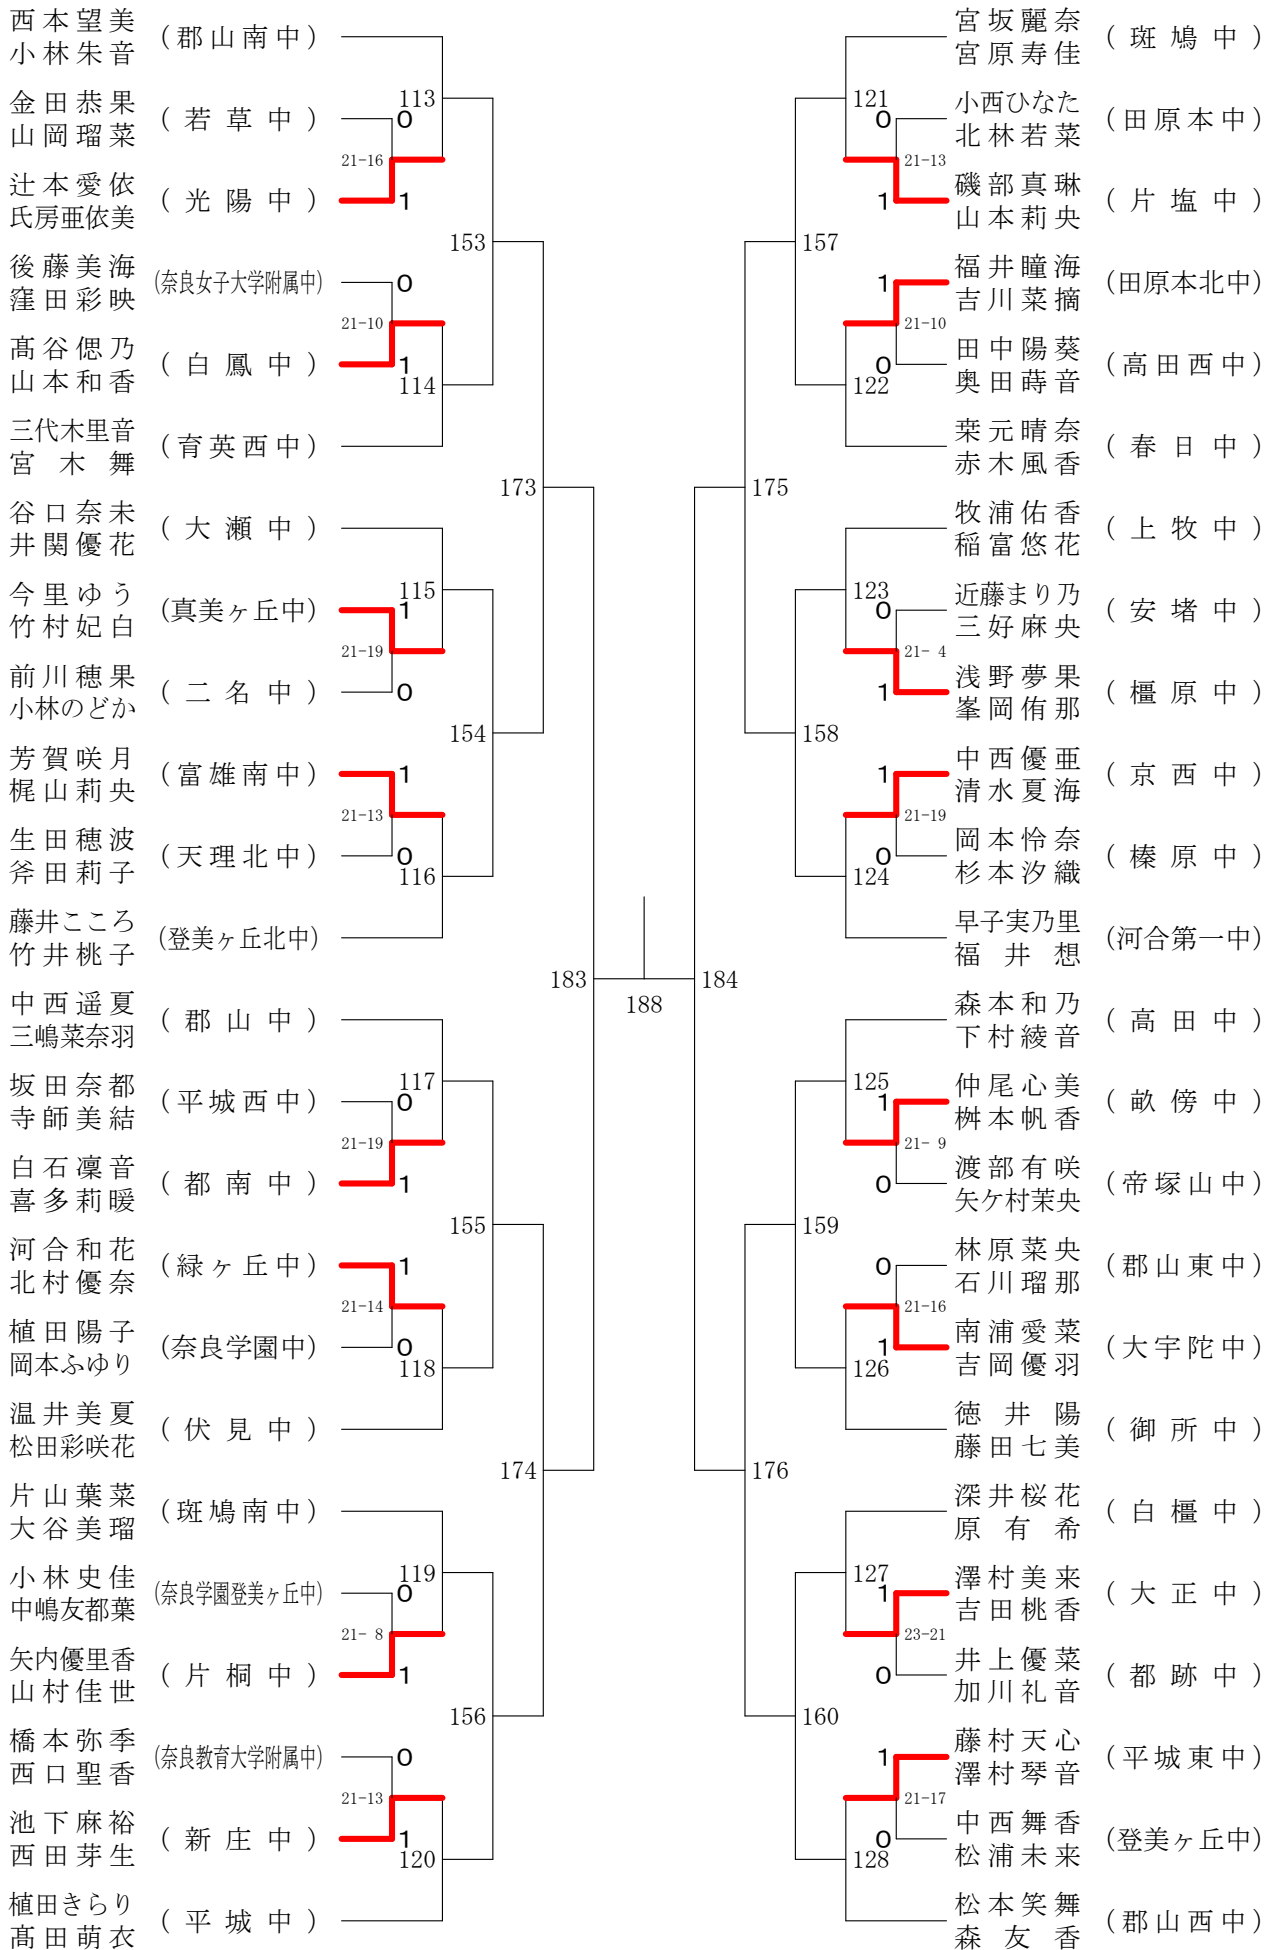 西本望美
小林朱音
(郡山南中)
113
金田恭果
山岡瑠菜
(若草中)
0
21-16
辻本愛依
氏房亜依美
(光陽中)
1
153
後藤美海
窪田彩映
(奈良女子大学附属中)
0
21-10
髙谷偲乃
山本和香
(白鳳中)
1
114
三代木里音
宮木舞
(育英西中)
173
谷口奈未
井関優花
(大瀬中)
115
今里ゆう
竹村妃白
(真美ヶ丘中)
1
21-19
前川穂果
小林のどか
(二名中)
0
154
芳賀咲月
梶山莉央
(富雄南中)
1
21-13
生田穂波
斧田莉子
(天理北中)
0
116
藤井こころ
竹井桃子
(登美ヶ丘北中)
183
188
184
中西遥夏
三嶋菜奈羽
(郡山中)
117
坂田奈都
寺師美結
(平城西中)
0
21-19
白石凜音
喜多莉暖
(都南中)
1
155
河合和花
北村優奈
(緑ヶ丘中)
1
21-14
植田陽子
岡本ふゆり
(奈良学園中)
0
118
温井美夏
松田彩咲花
(伏見中)
174
片山葉菜
大谷美瑠
(斑鳩南中)
119
小林史佳
中嶋友都葉
(奈良学園登美ヶ丘中)
0
21- 8
矢内優里香
山村佳世
(片桐中)
1
156
橋本弥季
西口聖香
(奈良教育大学附属中)
0
21-13
池下麻裕
西田芽生
(新庄中)
1
120
植田きらり
髙田萌衣
(平城中)
宮坂麗奈
宮原寿佳
(斑鳩中)
121
小西ひなた
北林若菜
(田原本中)
0
21-13
磯部真琳
山本莉央
(片塩中)
1
157
福井瞳海
吉川菜摘
(田原本北中)
1
21-10
田中陽葵
奥田蒔音
(高田西中)
0
122
栞元晴奈
赤木風香
(春日中)
175
牧浦佑香
稲富悠花
(上牧中)
123
近藤まり乃
三好麻央
(安堵中)
0
21- 4
浅野夢果
峯岡侑那
(橿原中)
1
158
中西優亜
清水夏海
(京西中)
1
21-19
岡本怜奈
杉本汐織
(榛原中)
0
124
早子実乃里
福井想
(河合第一中)
森本和乃
下村綾音
(高田中)
125
仲尾心美
桝本帆香
(畝傍中)
1
21- 9
渡部有咲
矢ケ村茉央
(帝塚山中)
0
159
林原菜央
石川瑠那
(郡山東中)
0
21-16
南浦愛菜
吉岡優羽
(大宇陀中)
1
126
徳井陽
藤田七美
(御所中)
176
深井桜花
原有希
(白橿中)
127
澤村美来
吉田桃香
(大正中)
1
23-21
井上優菜
加川礼音
(都跡中)
0
160
藤村天心
澤村琴音
(平城東中)
1
21-17
中西舞香
松浦未来
(登美ヶ丘中)
0
128
松本笑舞
森友香
(郡山西中)